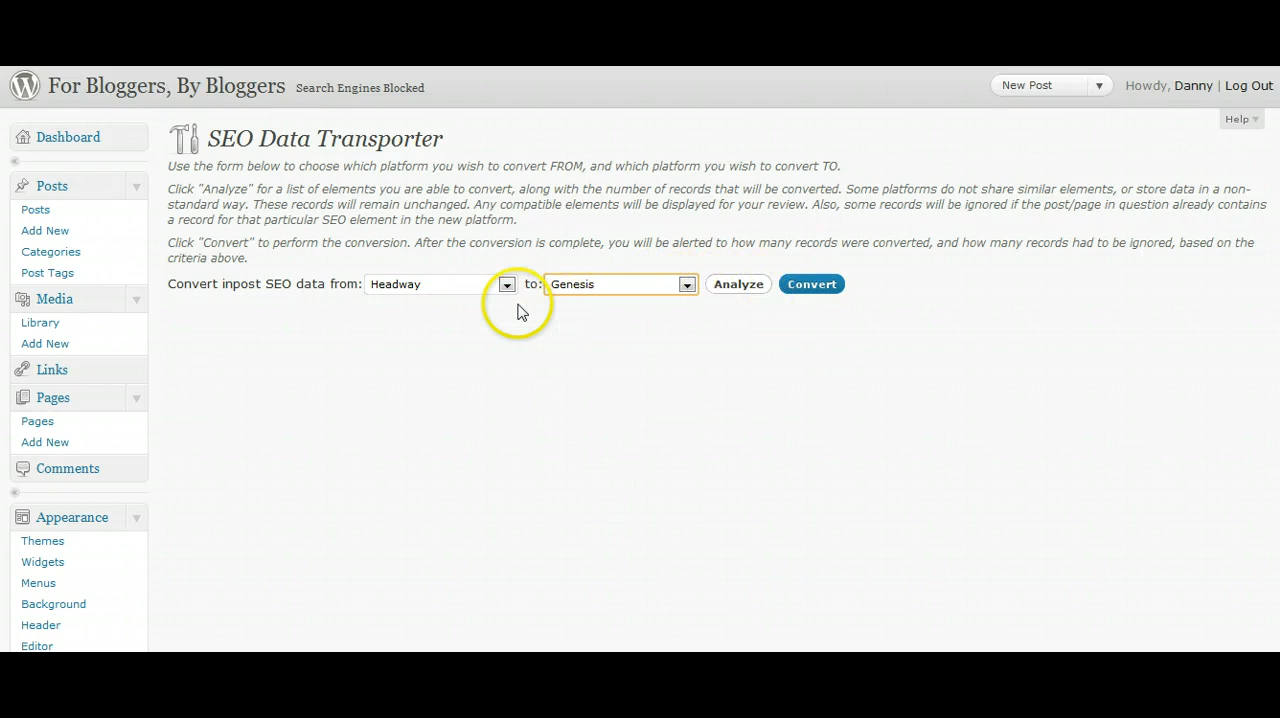 For Bloggers, By Bloggers Search Engines Blocked
New Post Howdy, Danny | Log Out
Help
Dashboard
Posts
Posts
Add New
Categories
Post Tags
Media
Library
Add New
Links
Pages
Pages
Add New
Comments
Appearance
Themes
Widgets
Menus
Background
Header
Editor
SEO Data Transporter
Use the form below to choose which platform you wish to convert FROM, and which platform you wish to convert TO.
Click "Analyze" for a list of elements you are able to convert, along with the number of records that will be converted. Some platforms do not share similar elements, or store data in a non-
standard way. These records will remain unchanged. Any compatible elements will be displayed for your review. Also, some records will be ignored if the post/page in question already contains
a record for that particular SEO element in the new platform.
Click "Convert" to perform the conversion. After the conversion is complete, you will be alerted to how many records were converted, and how many records had to be ignored, based on the
criteria above.
Convert inpost SEO data from: Headway to: Genesis Analyze Convert